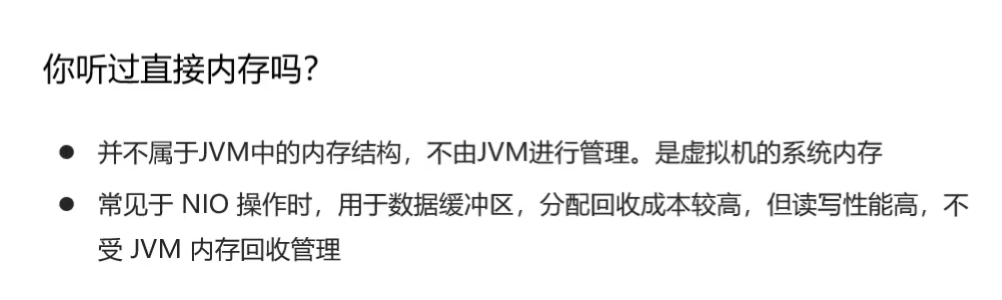 你听过直接内存吗？
● 并不属于JVM中的内存结构，不由JVM进行管理。是虚拟机的系统内存
● 常见于 NIO 操作时，用于数据缓冲区，分配回收成本较高，但读写性能高，不
受 JVM 内存回收管理